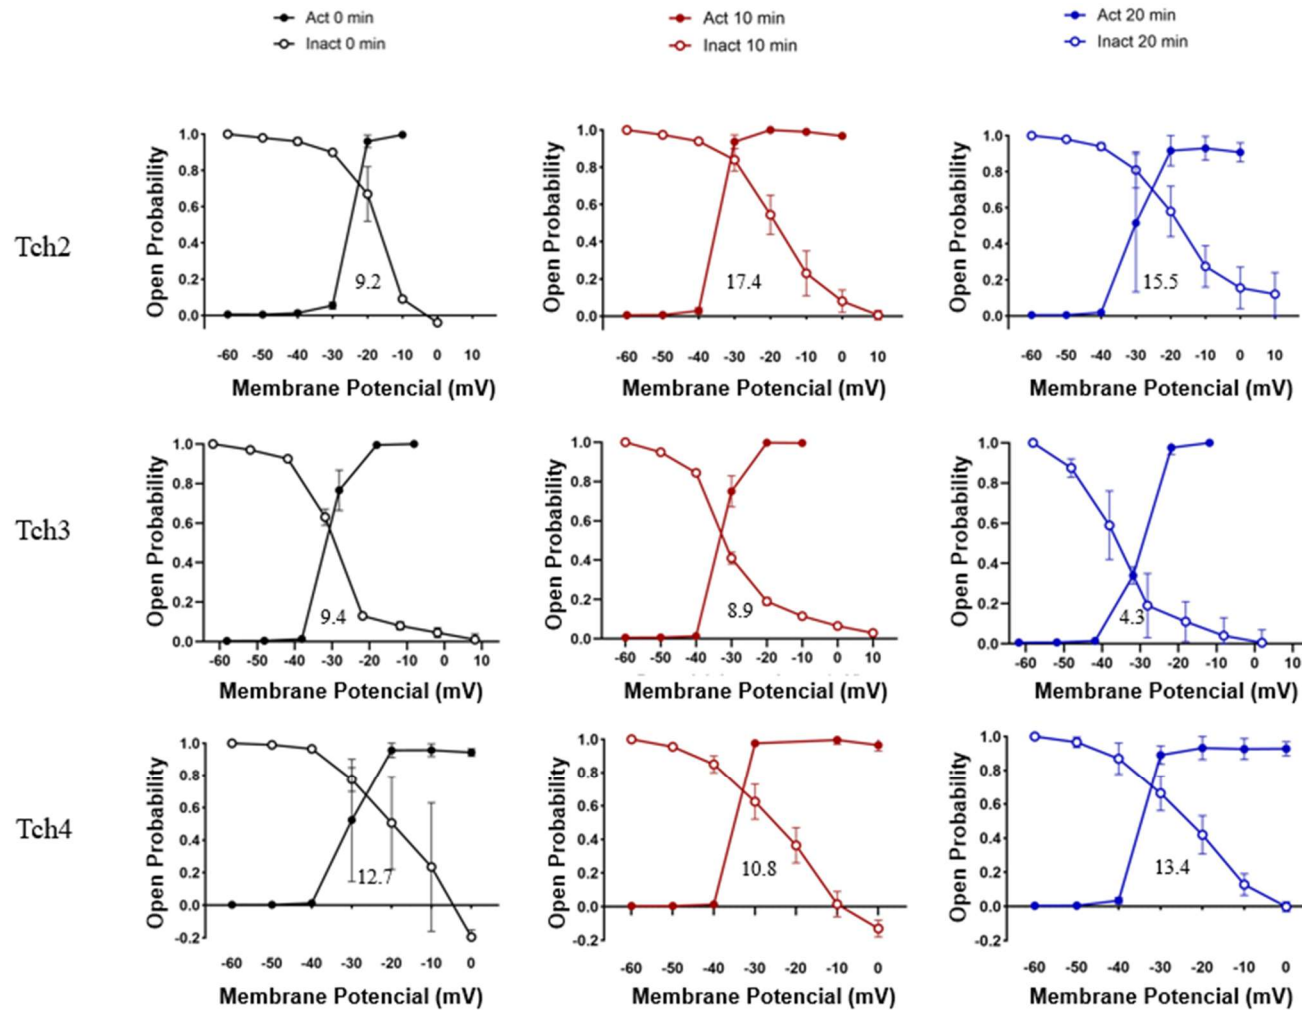 Act 0 min
Inact 0 min
Act 10 min
Inact 10 min
Act 20 min
Inact 20 min
Tch2
Open Probability
1.0
0.8
0.6
0.4
0.2
0.0
9.2
-60 -50 -40 -30 -20 -10 0 10
Membrane Potencial (mV)
Open Probability
1.0
0.8
0.6
0.4
0.2
0.0
17.4
-60 -50 -40 -30 -20 -10 0 10
Membrane Potencial (mV)
Open Probability
1.0
0.8
0.6
0.4
0.2
0.0
15.5
-60 -50 -40 -30 -20 -10 0 10
Membrane Potencial (mV)
Tch3
Open Probability
1.0
0.8
0.6
0.4
0.2
0.0
9.4
-60 -50 -40 -30 -20 -10 0 10
Membrane Potencial (mV)
Open Probability
1.0
0.8
0.6
0.4
0.2
0.0
8.9
-60 -50 -40 -30 -20 -10 0 10
Membrane Potencial (mV)
Open Probability
1.0
0.8
0.6
0.4
0.2
0.0
4.3
-60 -50 -40 -30 -20 -10 0 10
Membrane Potencial (mV)
Tch4
Open Probability
1.0
0.8
0.6
0.4
0.2
0.0
-0.2
12.7
-60 -50 -40 -30 -20 -10 0
Membrane Potencial (mV)
Open Probability
1.0
0.8
0.6
0.4
0.2
0.0
-0.2
10.8
-60 -50 -40 -30 -20 -10 0
Membrane Potencial (mV)
Open Probability
1.0
0.8
0.6
0.4
0.2
0.0
-0.2
13.4
-60 -50 -40 -30 -20 -10 0
Membrane Potencial (mV)